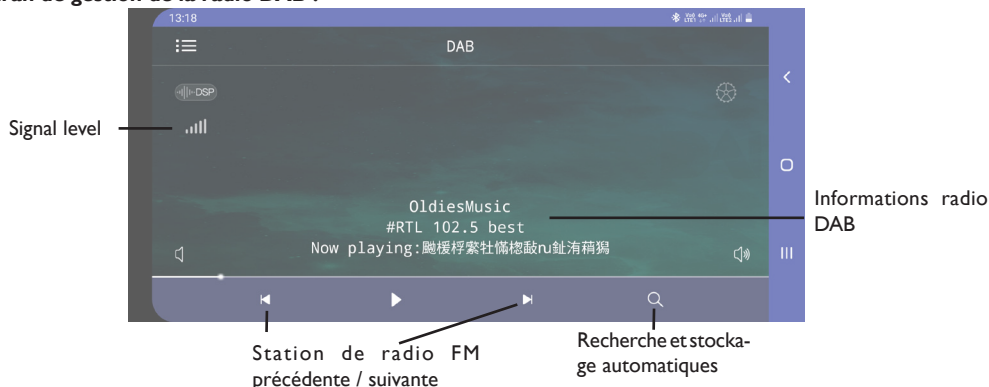 ran de gestion de la radio DAB :
13:18
DAB
DSP
Signal level
OldiesMusic
#RTL 102.5 best
Now playing:
Informations radio
DAB
Station de radio FM
précédente / suivante
Recherche et stocka-
ge automatiques